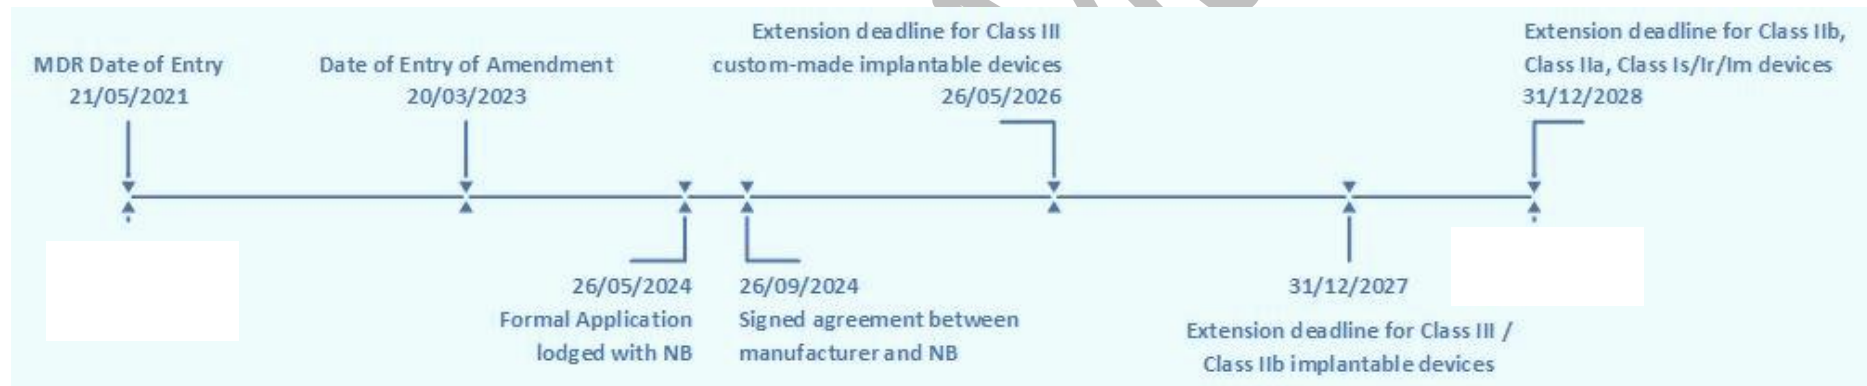 MDR Date of Entry
21/05/2021
Date of Entry of Amendment
20/03/2023
Extension deadline for Class III
custom-made implantable devices
26/05/2026
Extension deadline for Class IIb,
Class IIa, Class Is/Ir/Im devices
31/12/2028
26/05/2024
Formal Application
lodged with NB
26/09/2024
Signed agreement between
manufacturer and NB
31/12/2027
Extension deadline for Class III /
Class IIb implantable devices